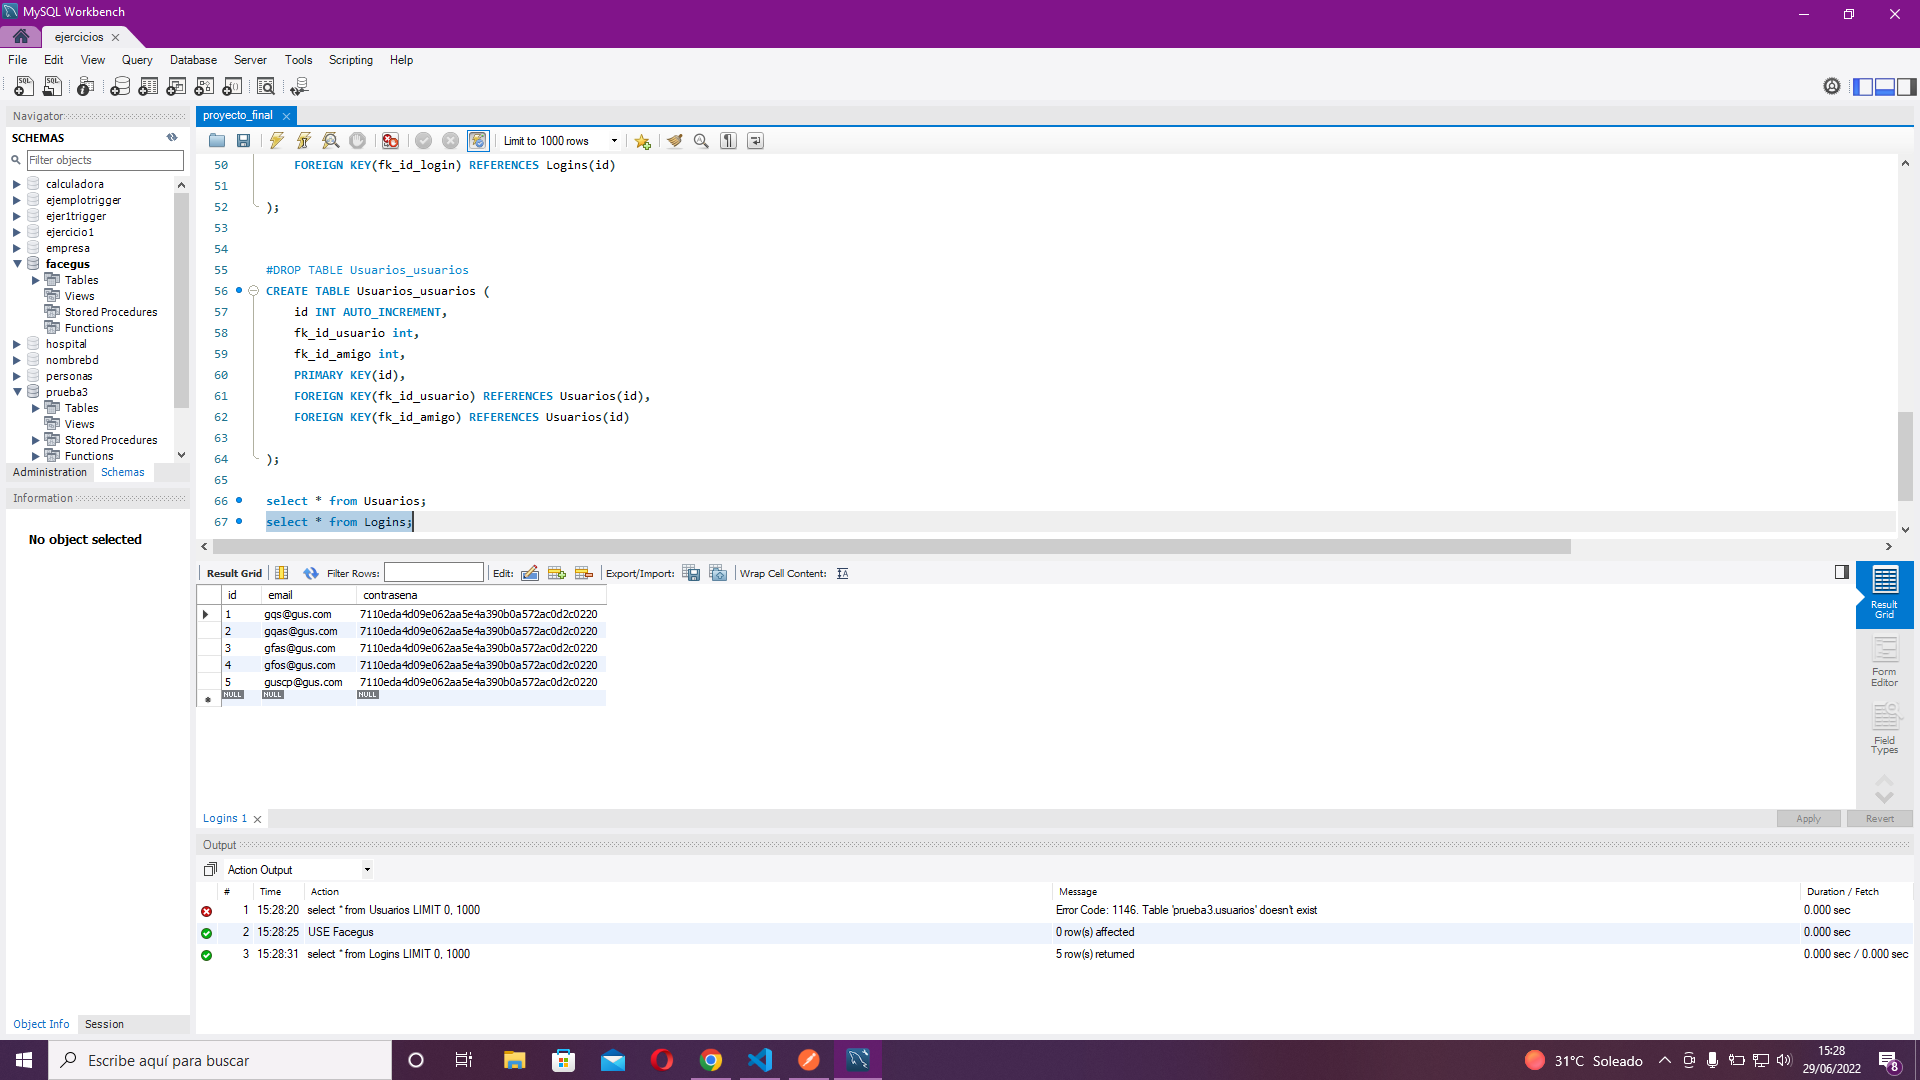 MySQL Workbench
ejercicios
File Edit View Query Database Server Tools Scripting Help
Navigator
SCHEMAS
Filter objects
calculadora
ejemplotrigger
ejer1trigger
ejercicio1
empresa
facegus
Tables
Views
Stored Procedures
Functions
hospital
nombrebd
personas
prueba3
Tables
Views
Stored Procedures
Functions
Administration Schemas
Information
No object selected
Object Info Session
proyecto_final
Limit to 1000 rows
50 FOREIGN KEY(fk_id_login) REFERENCES Logins(id)
51
52 );
53
54
55 #DROP TABLE Usuarios_usuarios
56 CREATE TABLE Usuarios_usuarios (
57 id INT AUTO_INCREMENT,
58 fk_id_usuario int,
59 fk_id_amigo int,
60 PRIMARY KEY(id),
61 FOREIGN KEY(fk_id_usuario) REFERENCES Usuarios(id),
62 FOREIGN KEY(fk_id_amigo) REFERENCES Usuarios(id)
63
64 );
65
66 select * from Usuarios;
67 select * from Logins;
Result Grid Filter Rows: Edit: Export/Import: Wrap Cell Content:
id email contrasena
1 gqs@gus.com 7110eda4d09e062aa5e4a390b0a572ac0d2c0220
2 gqas@gus.com 7110eda4d09e062aa5e4a390b0a572ac0d2c0220
3 gfas@gus.com 7110eda4d09e062aa5e4a390b0a572ac0d2c0220
4 gfos@gus.com 7110eda4d09e062aa5e4a390b0a572ac0d2c0220
5 guscp@gus.com 7110eda4d09e062aa5e4a390b0a572ac0d2c0220
NULL NULL NULL
Result Grid
Form Editor
Field Types
Logins 1
Apply Revert
Output
Action Output
# Time Action Message Duration / Fetch
1 15:28:20 select * from Usuarios LIMIT 0, 1000 Error Code: 1146. Table 'prueba3.usuarios' doesn't exist 0.000 sec
2 15:28:25 USE Facegus 0 row(s) affected 0.000 sec
3 15:28:31 select * from Logins LIMIT 0, 1000 5 row(s) returned 0.000 sec / 0.000 sec
Escribe aquí para buscar
31°C Soleado
15:28
29/06/2022
8